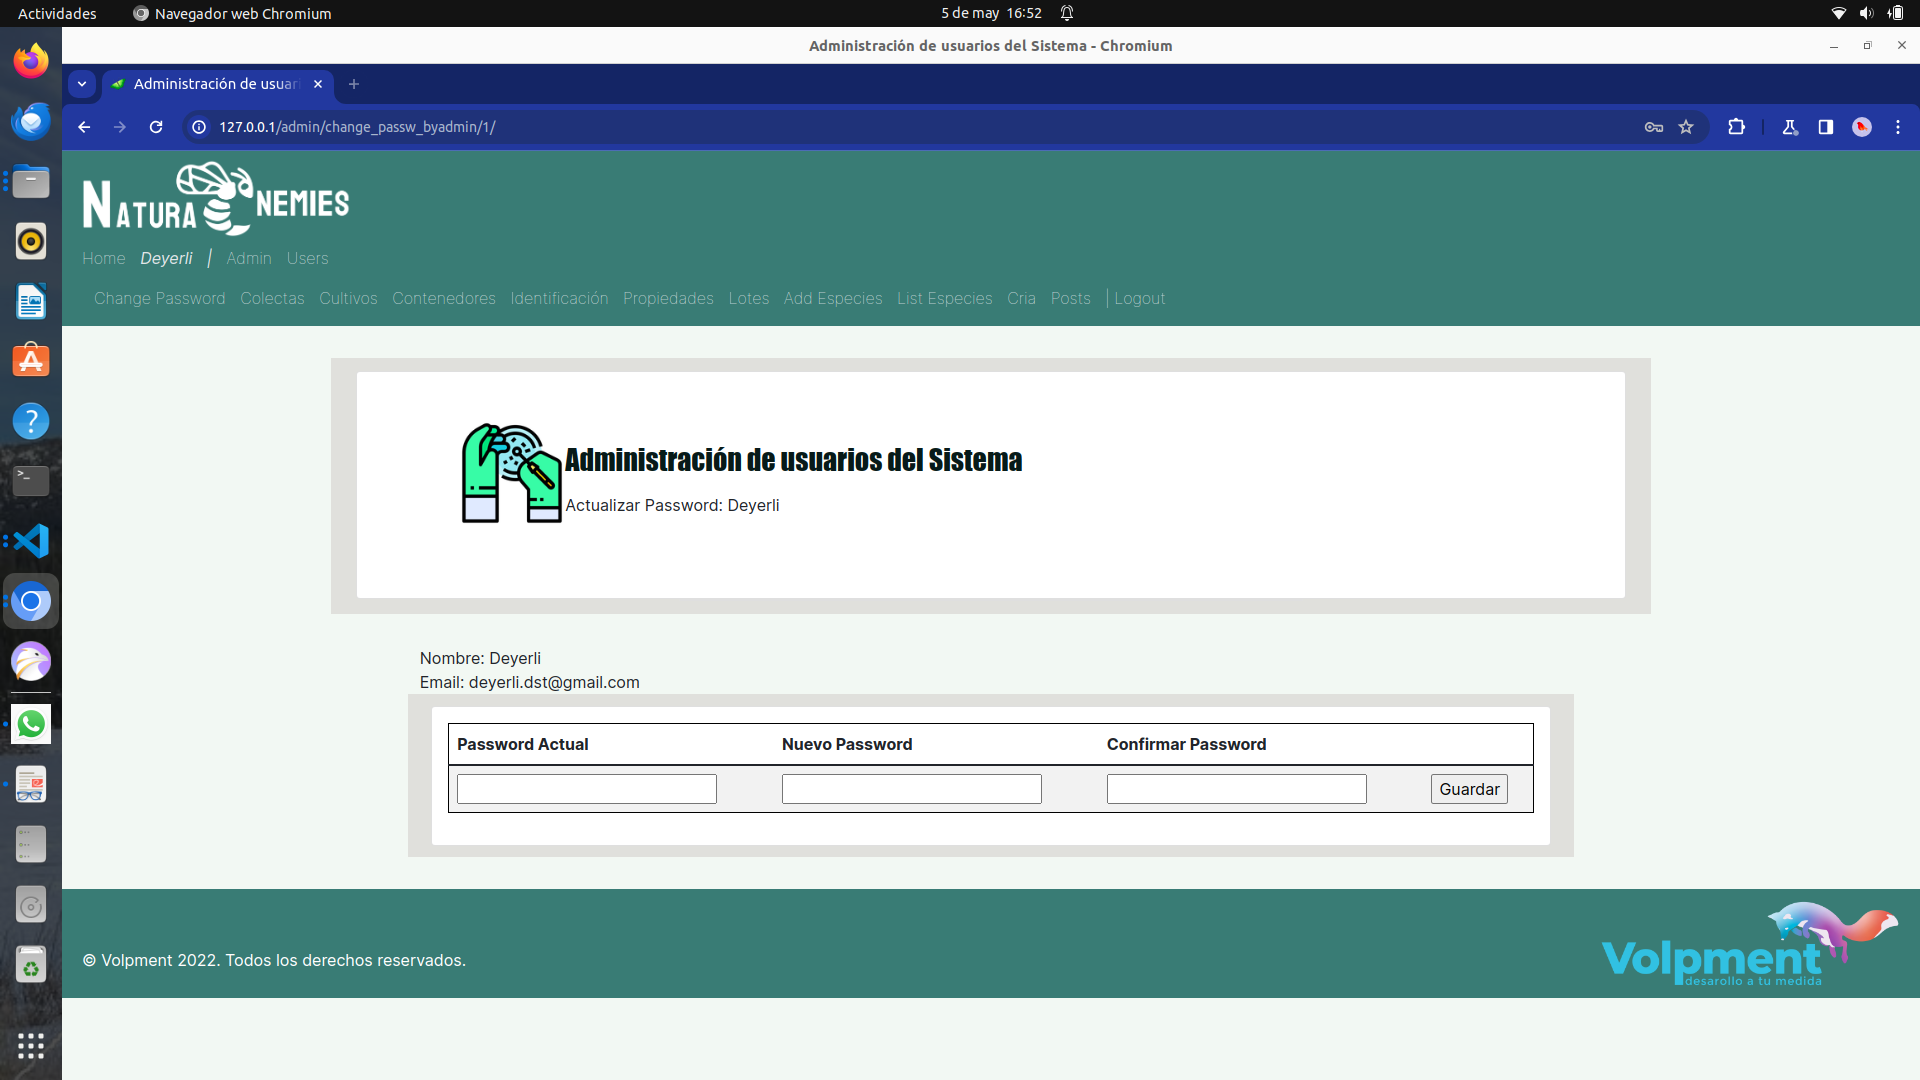 Actividades Navegador web Chromium 5 de may 16:52
Administración de usuarios del Sistema - Chromium
Administración de usuar
127.0.0.1/admin/change_passw_byadmin/1/
NATURA NEMIES
Home Deyerli | Admin Users
Change Password Colectas Cultivos Contenedores Identificación Propiedades Lotes Add Especies List Especies Cria Posts | Logout
Administración de usuarios del Sistema
Actualizar Password: Deyerli
Nombre: Deyerli
Email: deyerli.dst@gmail.com
Password Actual Nuevo Password Confirmar Password
Guardar
© Volpment 2022. Todos los derechos reservados.
Volpment
desarollo a tu medida